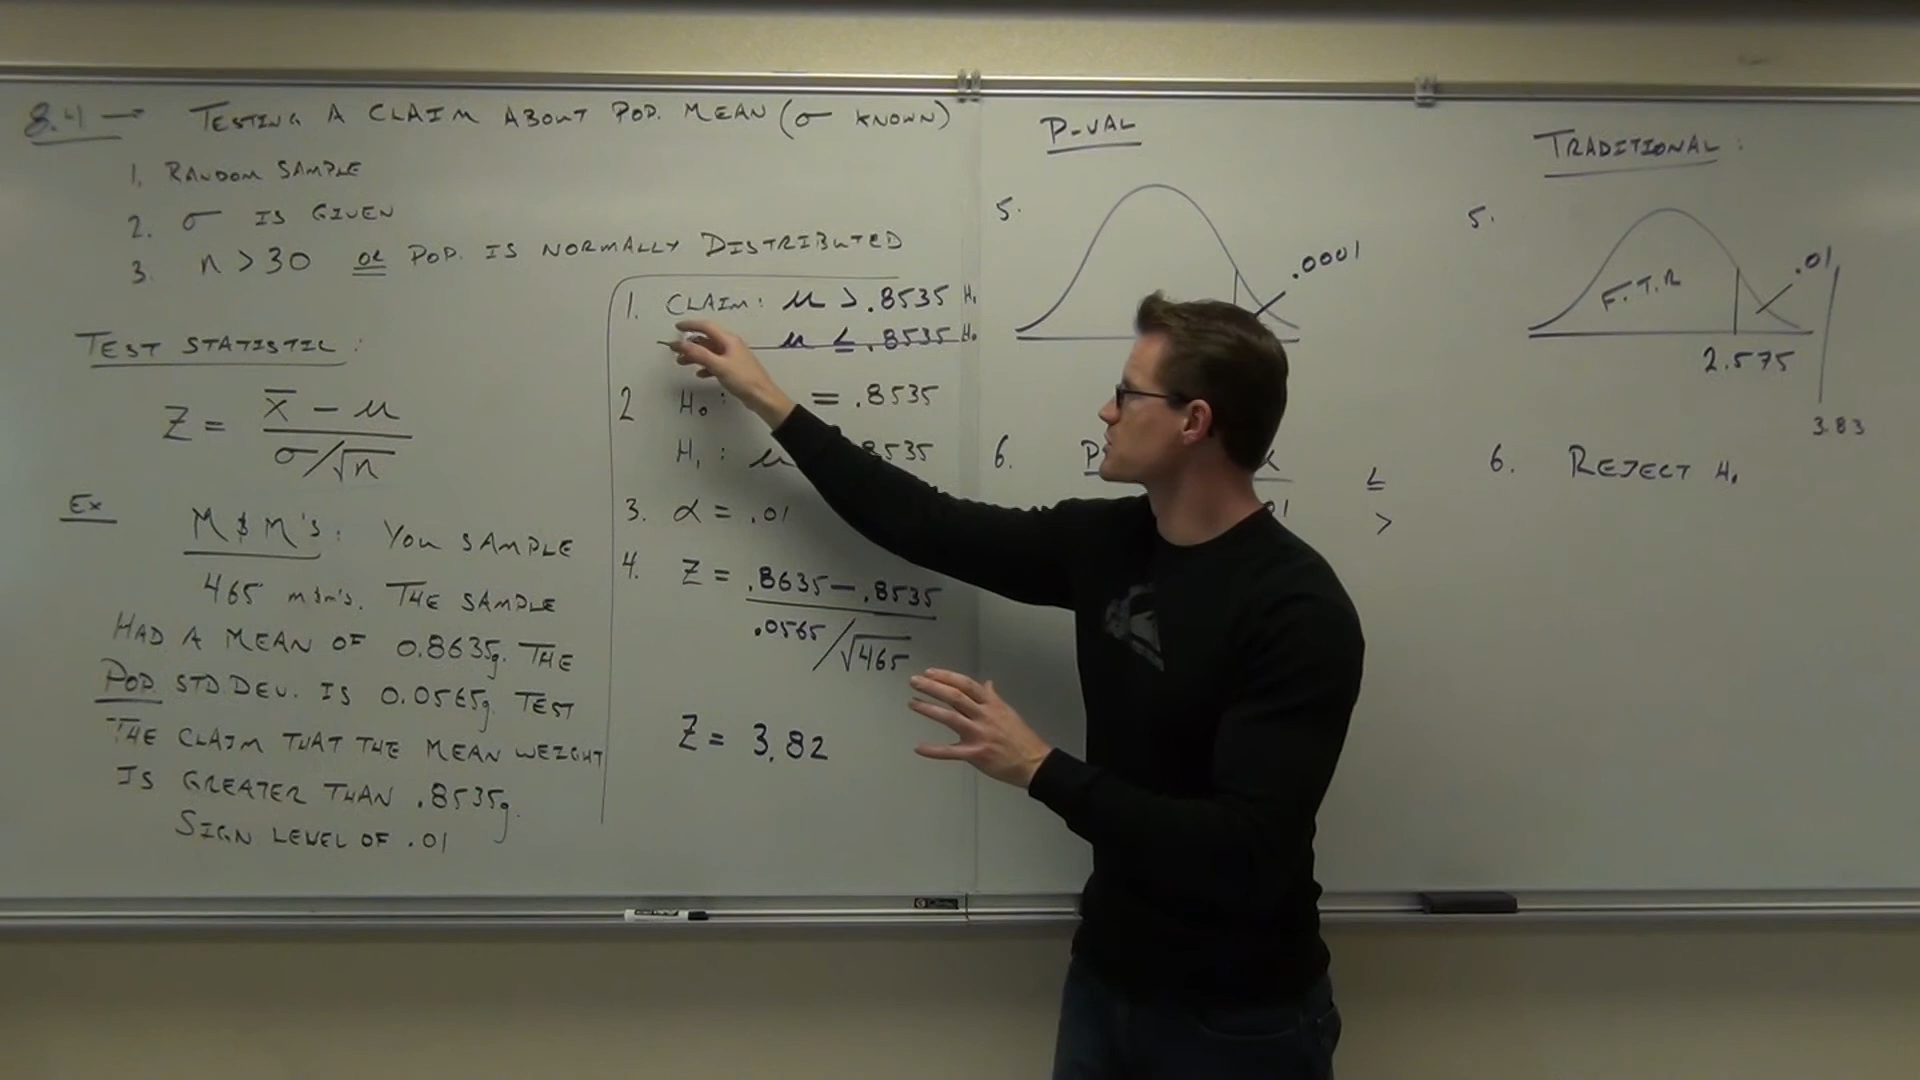 8.4 → TESTING A CLAIM ABOUT POP. MEAN (σ KNOWN)
1. RANDOM SAMPLE
2. σ IS GIVEN
3. n > 30 OR POP. IS NORMALLY DISTRIBUTED
TEST STATISTIC:
Z = x̄ - μ
σ/√n
Ex
M&M's: YOU SAMPLE
465 m&m's. THE SAMPLE
HAD A MEAN OF 0.8635g. THE
POP. STD. DEV. IS 0.0565g. TEST
THE CLAIM THAT THE MEAN WEIGHT
IS GREATER THAN .8535g.
SIGN LEVEL OF .01
1. CLAIM: μ > .8535 H₁
μ ≤ .8535 H₀
2 H₀: = .8535
H₁: μ .8535
3. α = .01
4. Z = .8635 - .8535
.0565/√465
Z = 3.82
P-VAL
5.
.0001
6. P
≤
>
TRADITIONAL:
5.
F.T.R
.01
2.575
3.83
6. REJECT H₀